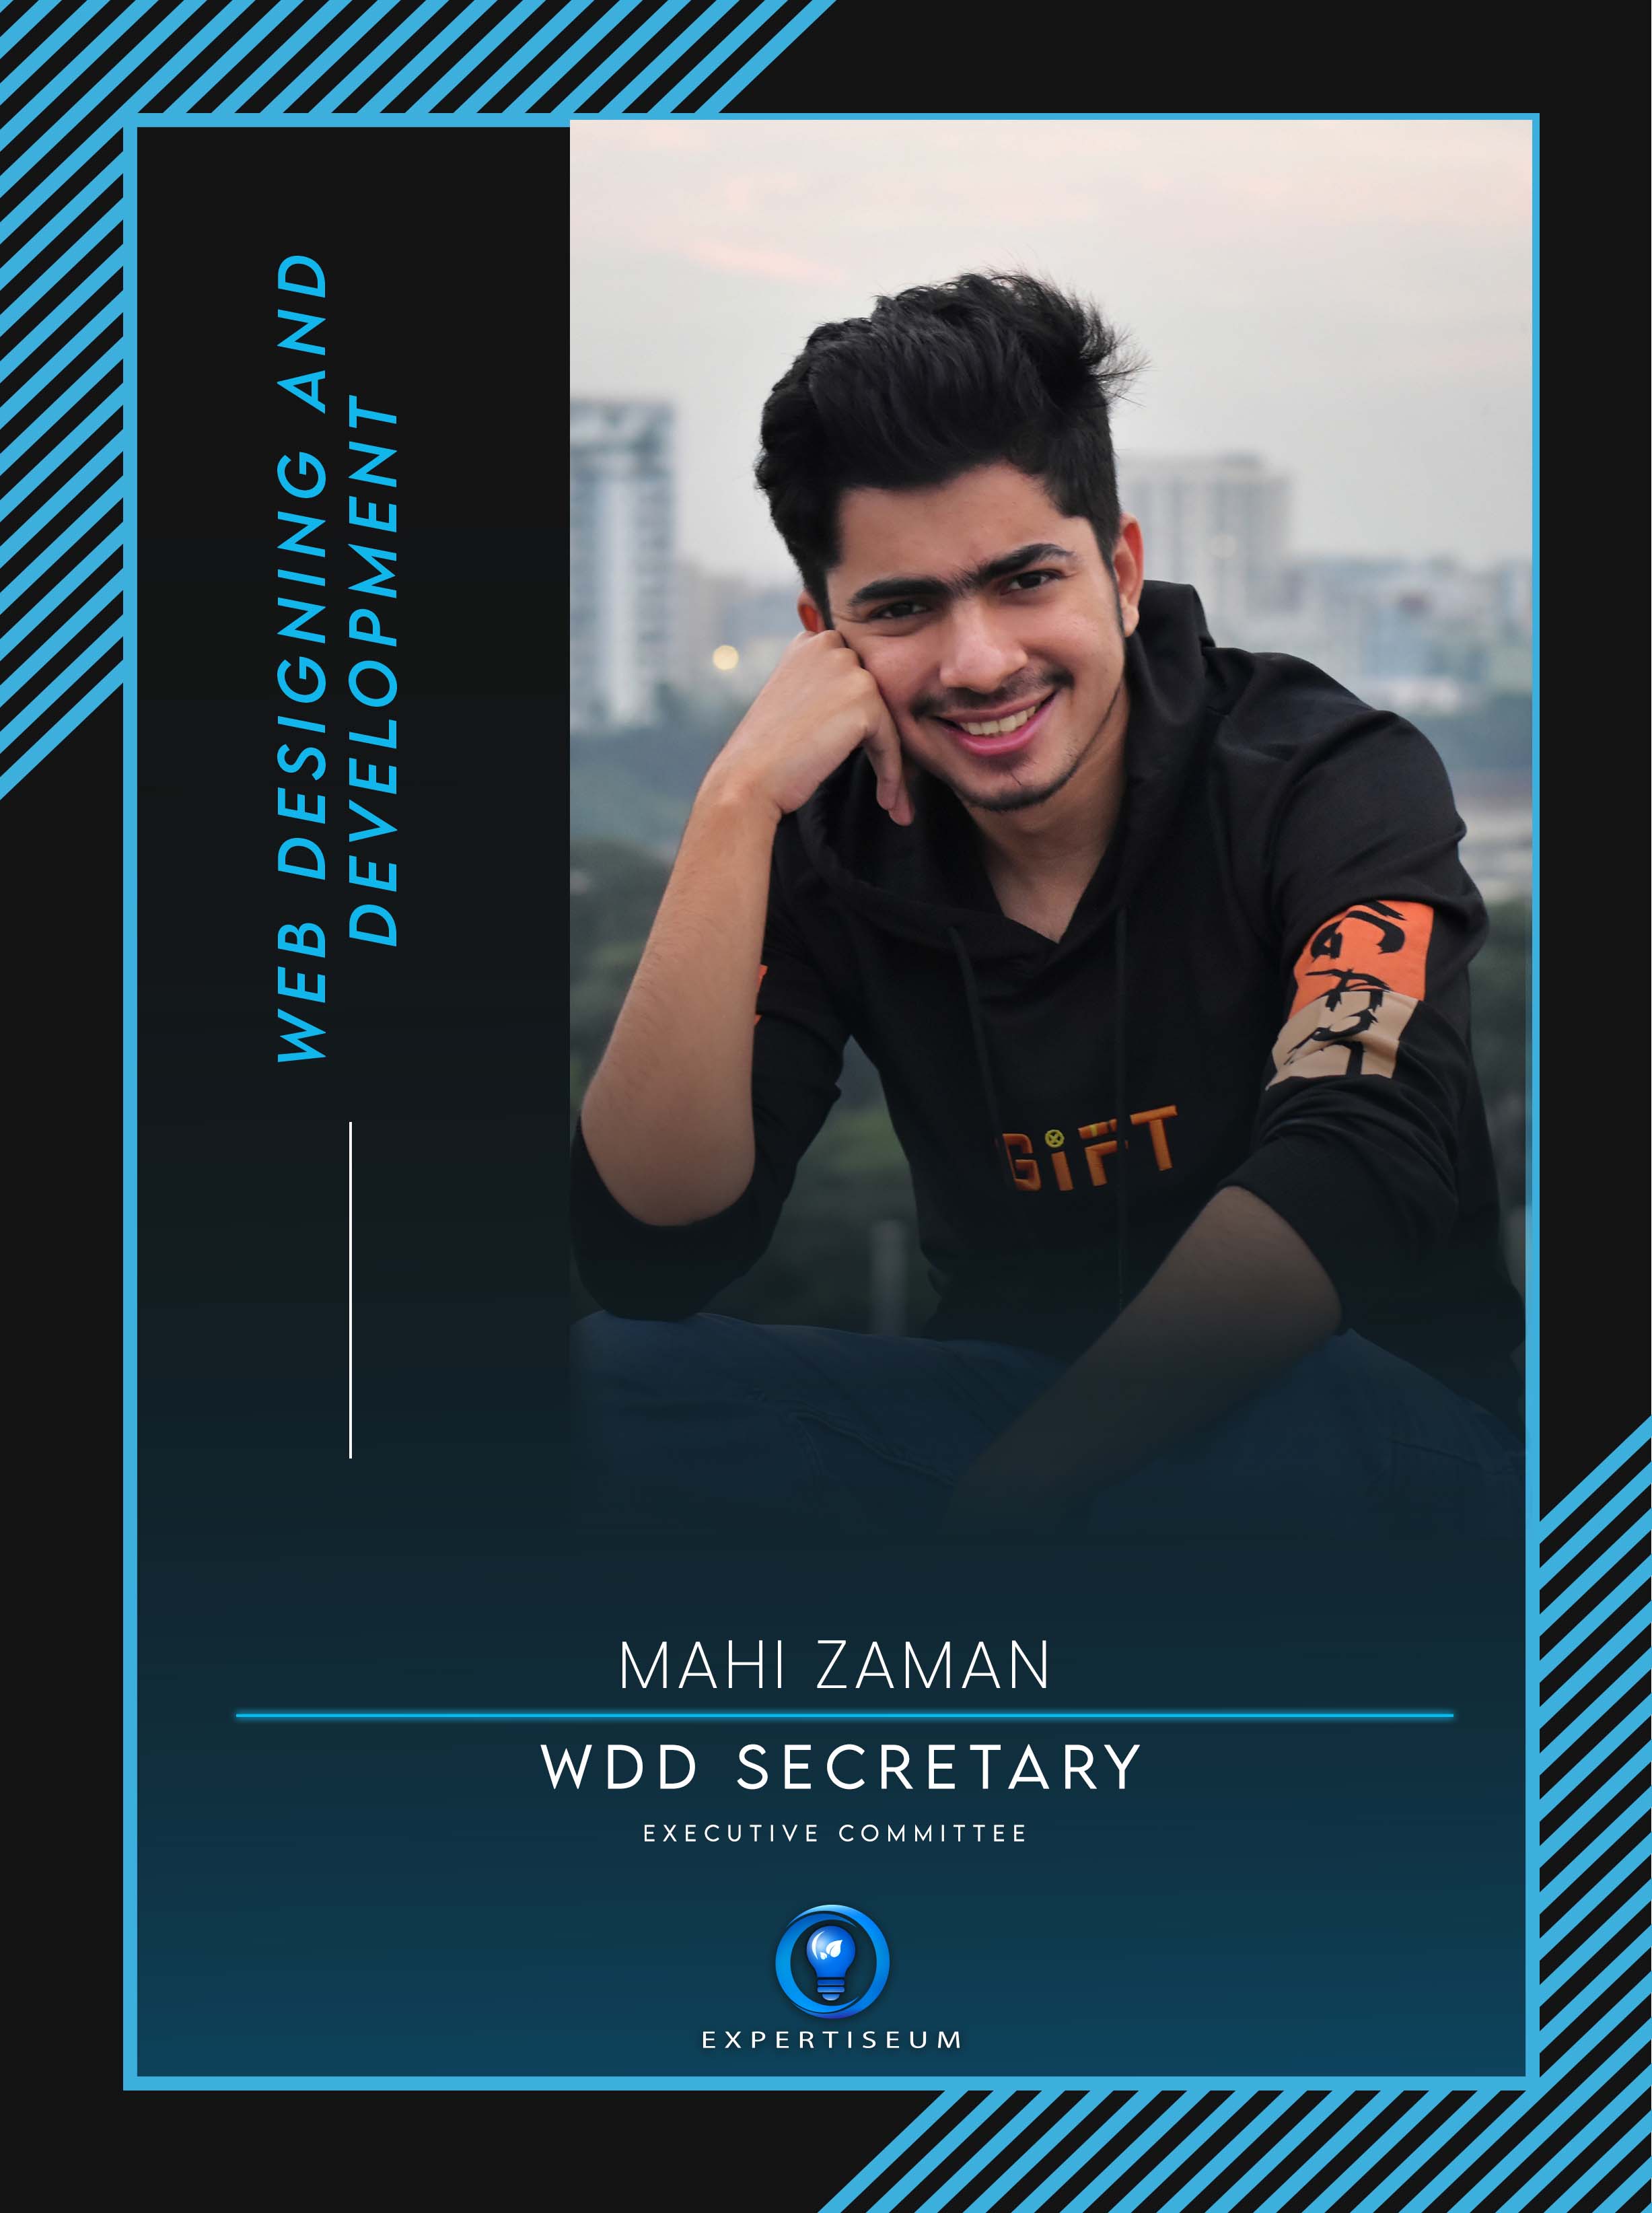 WEB DESIGNING AND
DEVELOPMENT
GiFT
MAHI ZAMAN
WDD SECRETARY
EXECUTIVE COMMITTEE
EXPERTISEUM